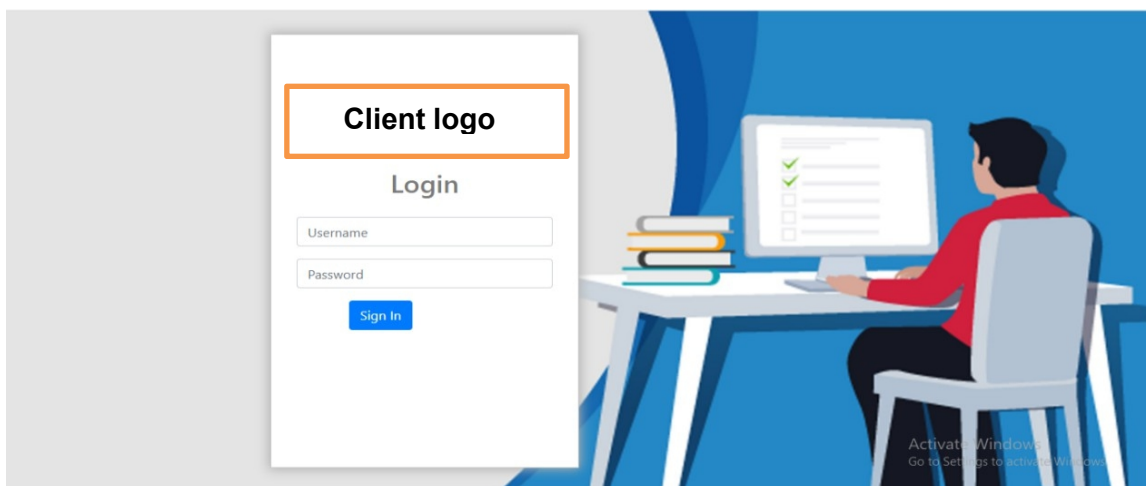 Client logo
Login
Username
Password
Sign In
Activate Windows
Go to Settings to activate Windows.